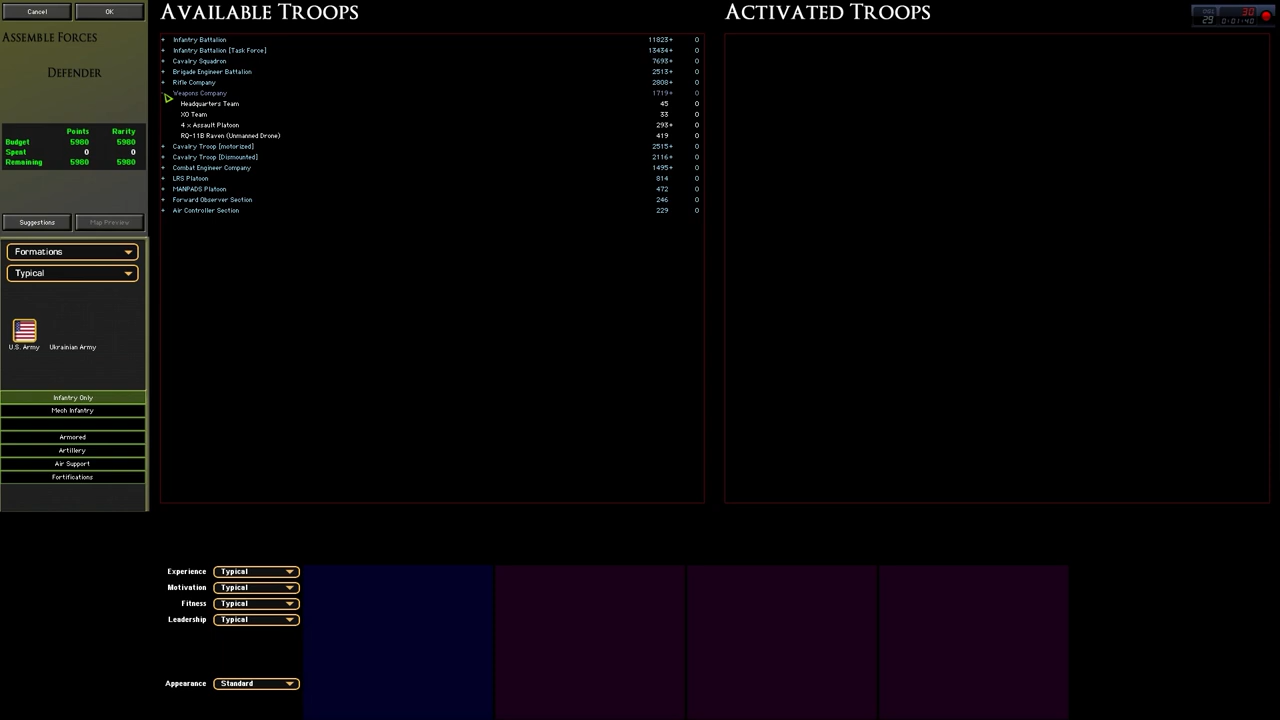 Cancel
OK
ASSEMBLE FORCES
DEFENDER
Points Rarity
Budget 5980 5980
Spent 0 0
Remaining 5980 5980
Suggestions
Map Preview
Formations
Typical
U.S. Army
Ukrainian Army
Infantry Only
Mech Infantry
Armored
Artillery
Air Support
Fortifications
AVAILABLE TROOPS
+ Infantry Battalion 11823+ 0
+ Infantry Battalion [Task Force] 13434+ 0
+ Cavalry Squadron 7693+ 0
+ Brigade Engineer Battalion 2513+ 0
+ Rifle Company 2808+ 0
Weapons Company 1719+ 0
Headquarters Team 45 0
XO Team 33 0
4 x Assault Platoon 293+ 0
RQ-11B Raven (Unmanned Drone) 419 0
+ Cavalry Troop [motorized] 2515+ 0
+ Cavalry Troop [Dismounted] 2116+ 0
+ Combat Engineer Company 1495+ 0
+ LRS Platoon 814 0
+ MANPADS Platoon 472 0
+ Forward Observer Section 246 0
+ Air Controller Section 229 0
ACTIVATED TROOPS
30
29 0:01:40
Experience Typical
Motivation Typical
Fitness Typical
Leadership Typical
Appearance Standard